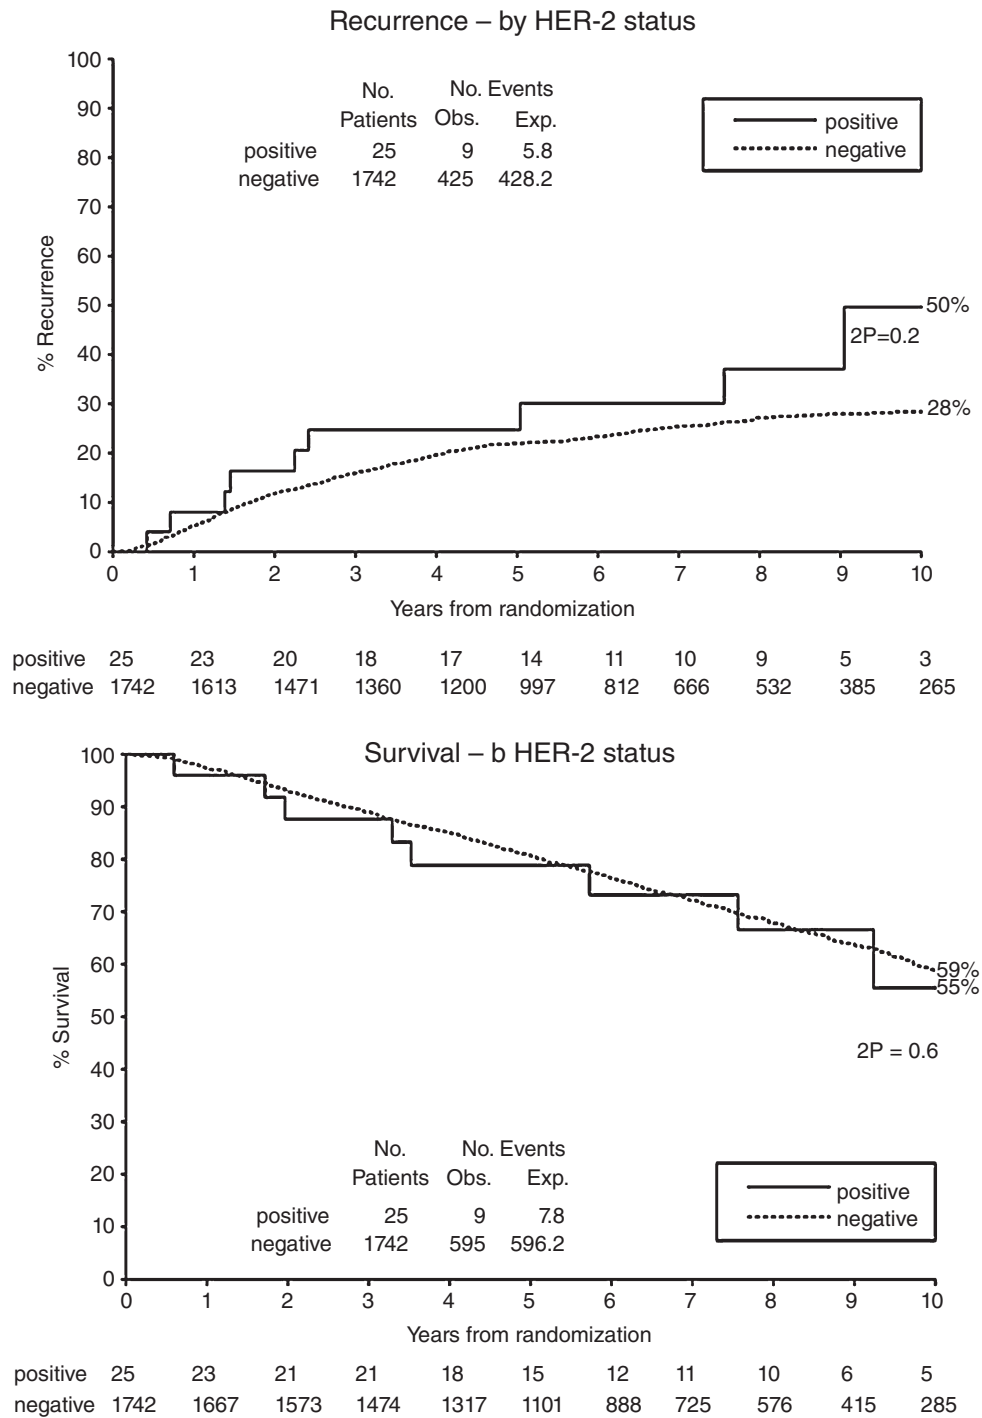 Recurrence – by HER-2 status
100
90
80
70
60
50
40
30
20
10
0
% Recurrence
No. No. Events
Patients Obs. Exp.
positive 25 9 5.8
negative 1742 425 428.2
positive
negative
50%
2P=0.2
28%
0 1 2 3 4 5 6 7 8 9 10
Years from randomization
positive 25 23 20 18 17 14 11 10 9 5 3
negative 1742 1613 1471 1360 1200 997 812 666 532 385 265
Survival – b HER-2 status
100
90
80
70
60
50
40
30
20
10
0
% Survival
59%
55%
2P = 0.6
No. No. Events
Patients Obs. Exp.
positive 25 9 7.8
negative 1742 595 596.2
positive
negative
0 1 2 3 4 5 6 7 8 9 10
Years from randomization
positive 25 23 21 21 18 15 12 11 10 6 5
negative 1742 1667 1573 1474 1317 1101 888 725 576 415 285